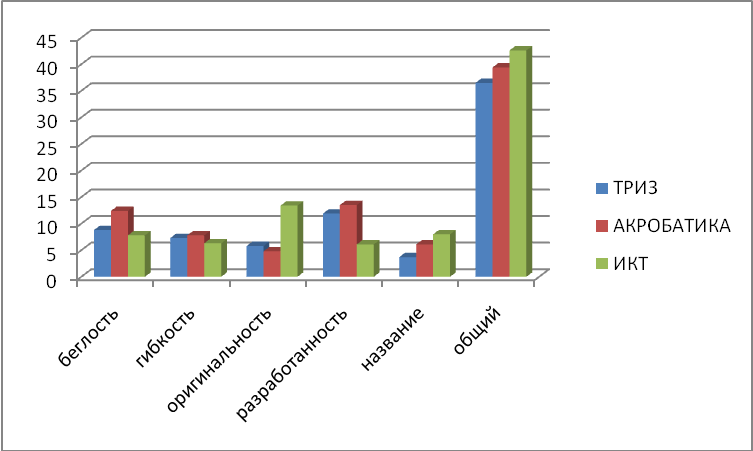 45
40
35
30
25
20
15
10
5
0
беглость
гибкость
оригинальность
разработанность
название
общий
ТРИЗ
АКРОБАТИКА
ИКТ